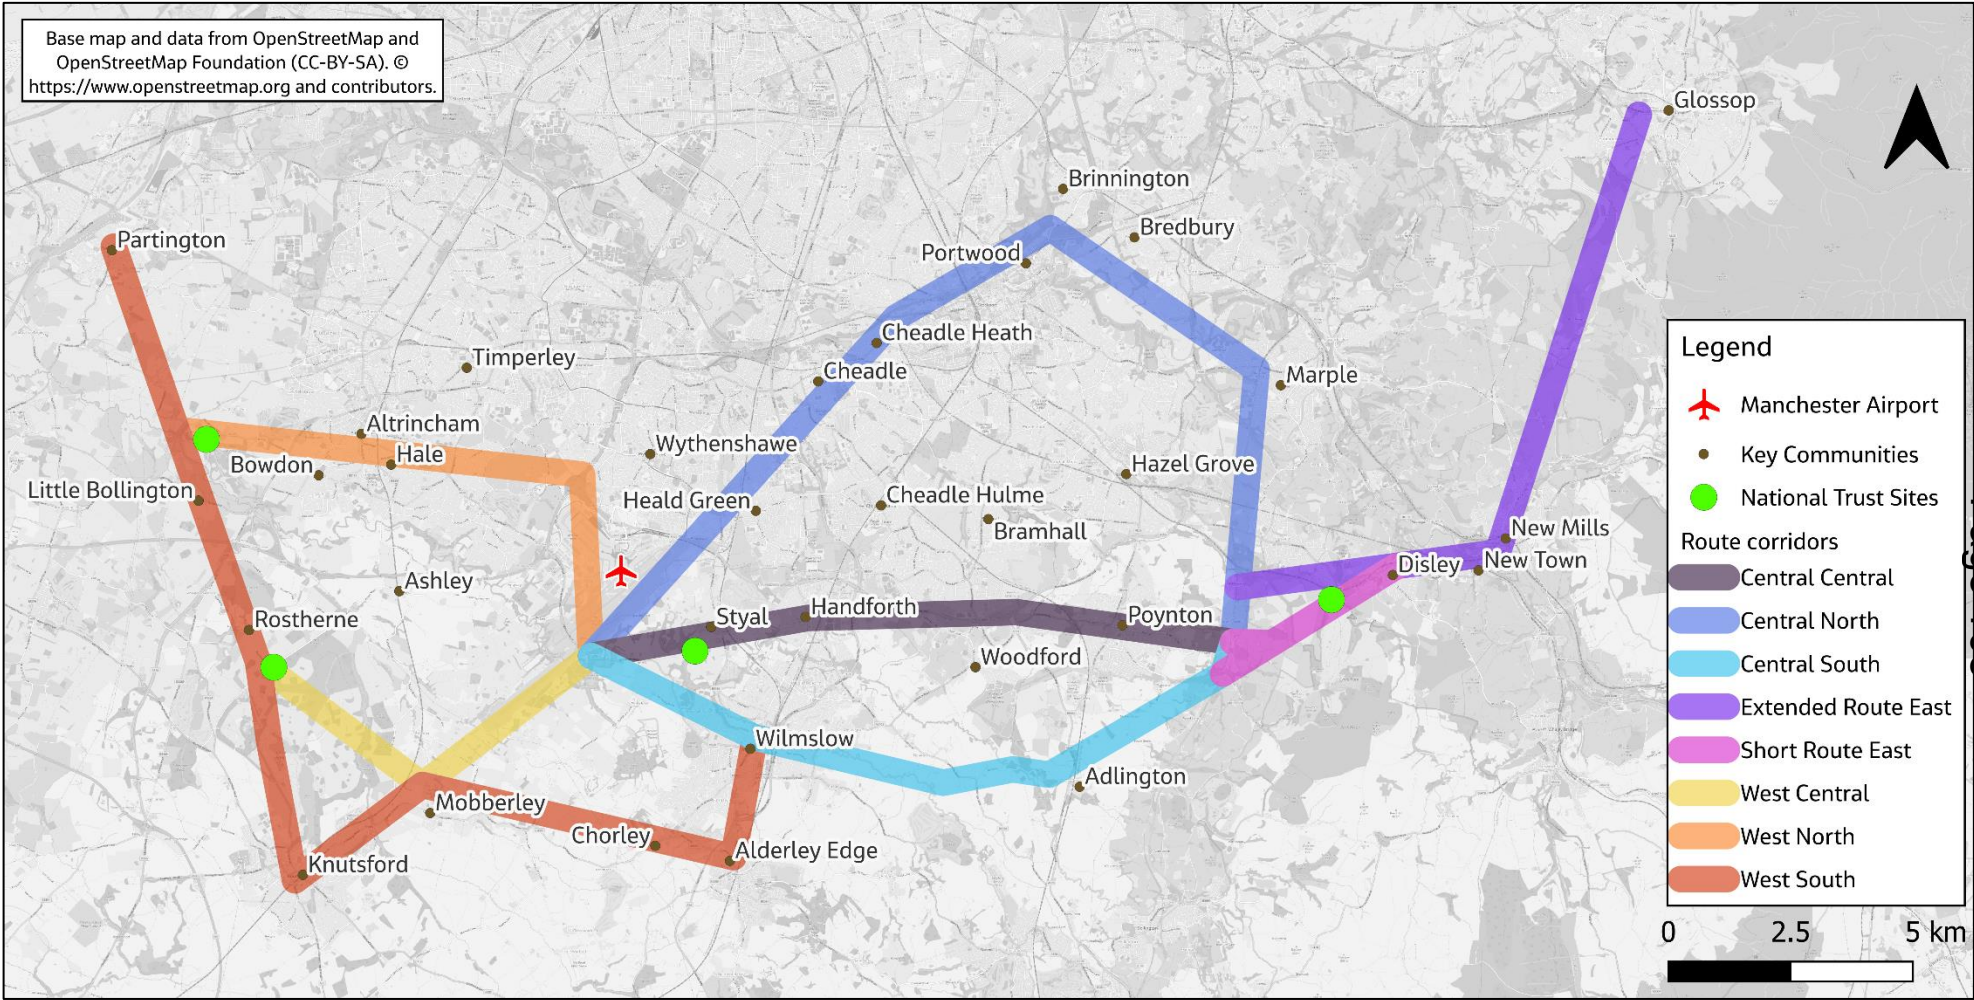 Base map and data from OpenStreetMap and
OpenStreetMap Foundation (CC-BY-SA). ©
https://www.openstreetmap.org and contributors.
Glossop
Brinnington
Bredbury
Partington
Portwood
Cheadle Heath
Timperley
Cheadle
Marple
Altrincham
Wythenshawe
Hale
Bowdon
Hazel Grove
Little Bollington
Heald Green
Cheadle Hulme
Bramhall
New Mills
Disley
New Town
Ashley
Rostherne
Styal
Handforth
Poynton
Woodford
Wilmslow
Adlington
Mobberley
Chorley
Alderley Edge
Knutsford
Legend
Manchester Airport
Key Communities
National Trust Sites
Route corridors
Central Central
Central North
Central South
Extended Route East
Short Route East
West Central
West North
West South
0 2.5 5 km